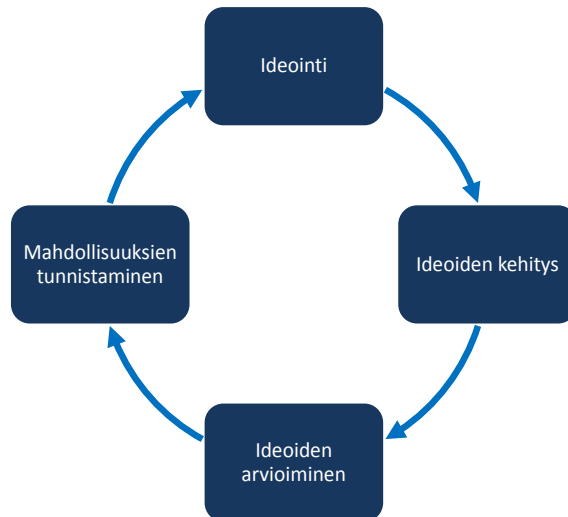 Ideointi
Mahdollisuuksien
tunnistaminen
Ideoiden kehitys
Ideoiden
arvioiminen